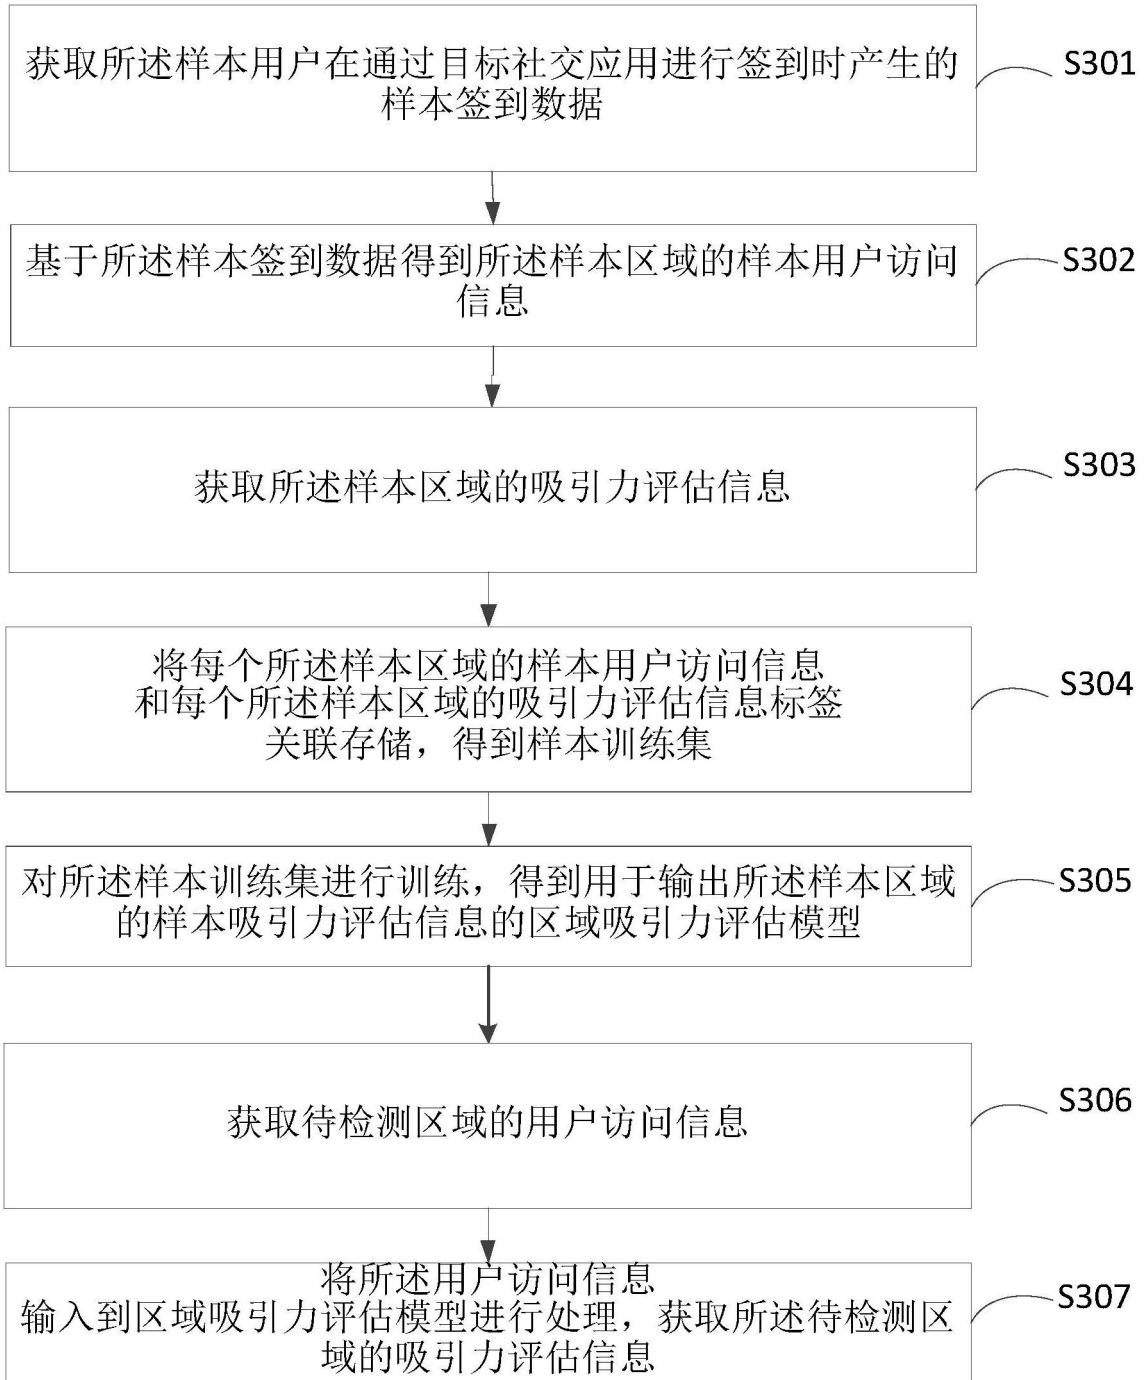 获取所述样本用户在通过目标社交应用进行签到时产生的
样本签到数据
S301
基于所述样本签到数据得到所述样本区域的样本用户访问
信息
S302
获取所述样本区域的吸引力评估信息
S303
将每个所述样本区域的样本用户访问信息
和每个所述样本区域的吸引力评估信息标签
关联存储，得到样本训练集
S304
对所述样本训练集进行训练，得到用于输出所述样本区域
的样本吸引力评估信息的区域吸引力评估模型
S305
获取待检测区域的用户访问信息
S306
将所述用户访问信息
输入到区域吸引力评估模型进行处理，获取所述待检测区
域的吸引力评估信息
S307